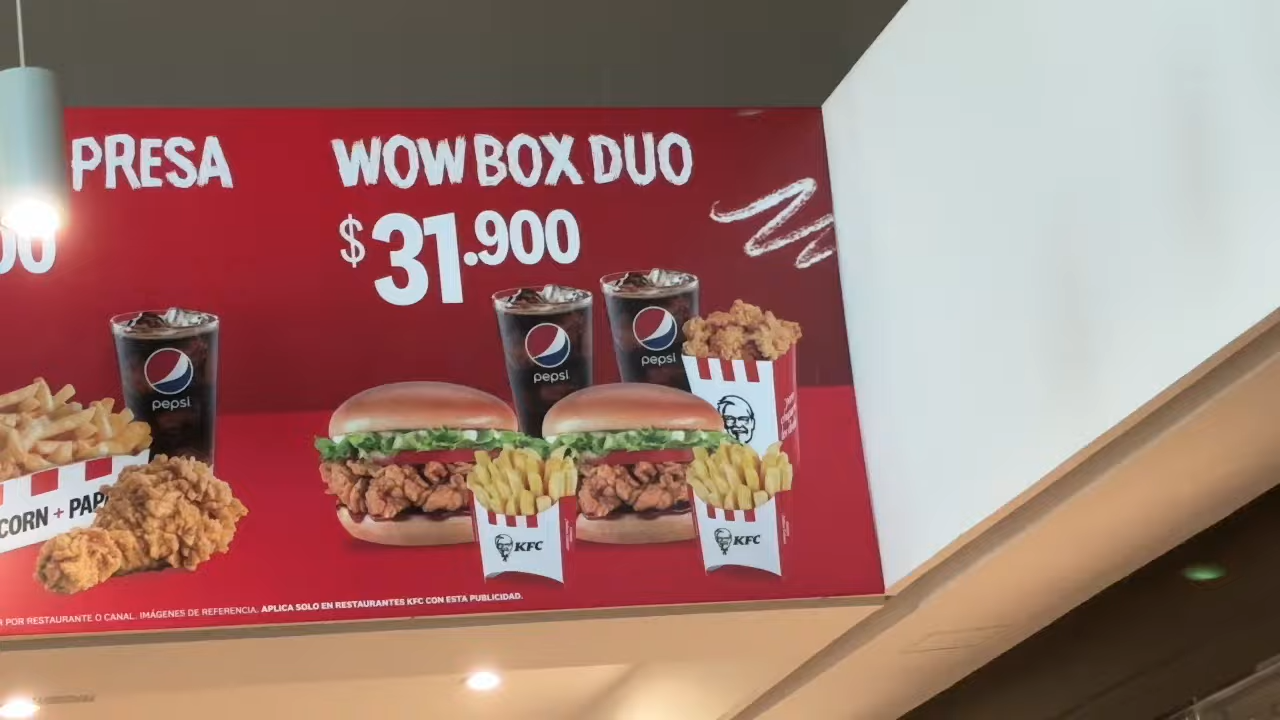 PRESA
WOW BOX DUO
$31.900
00
pepsi
pepsi
pepsi
CORN + PAP
KFC
KFC
R POR RESTAURANTE O CANAL. IMÁGENES DE REFERENCIA. APLICA SOLO EN RESTAURANTES KFC CON ESTA PUBLICIDAD.